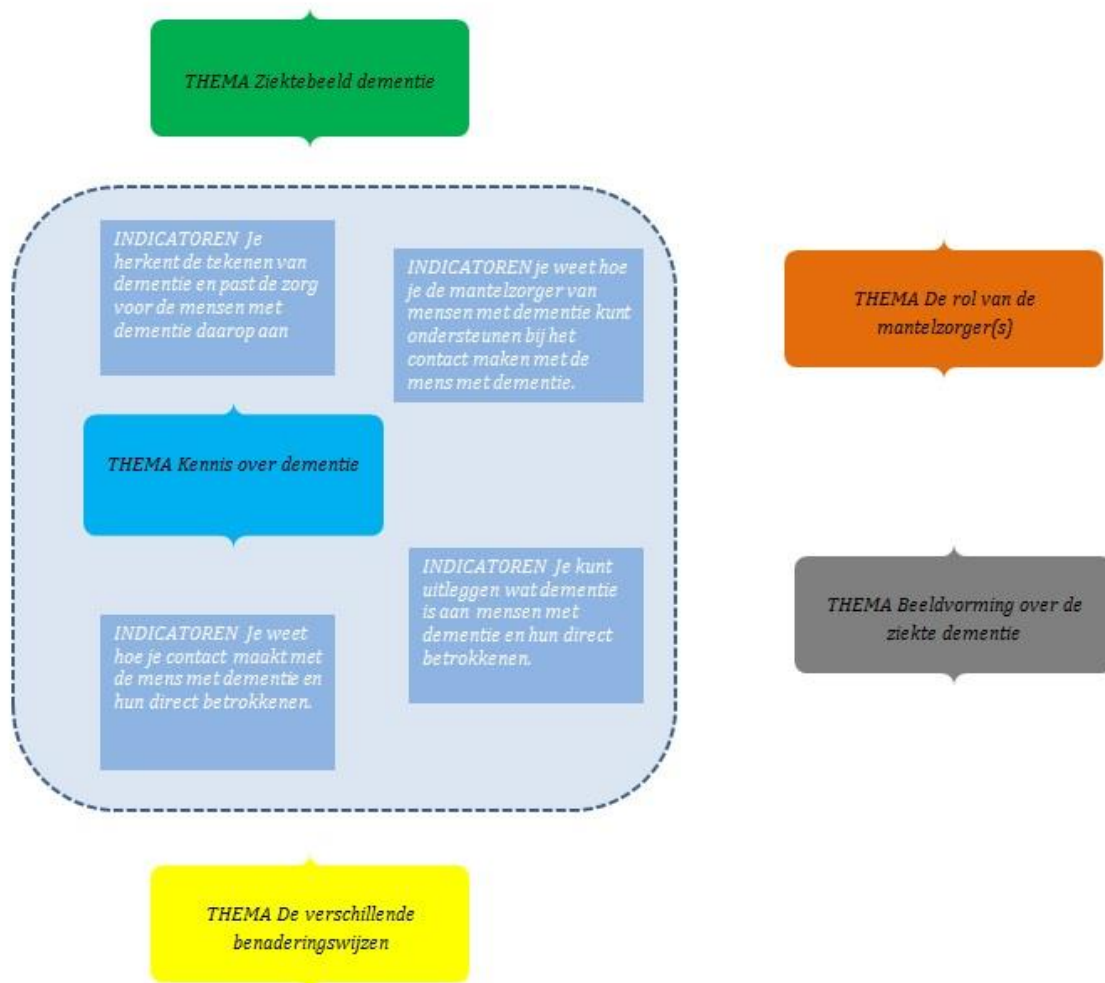 THEMA Ziektebeeld dementie
INDICATOREN Je
herkent de tekenen van
dementie en past de zorg
voor de mensen met
dementie daarop aan
INDICATOREN je weet hoe
je de mantelzorger van
mensen met dementie kunt
ondersteunen bij het
contact maken met de
mens met dementie.
THEMA De rol van de
mantelzorger(s)
THEMA Kennis over dementie
INDICATOREN Je kunt
uitleggen wat dementie
is aan mensen met
dementie en hun direct
betrokkenen.
THEMA Beeldvorming over de
ziekte dementie
INDICATOREN Je weet
hoe je contact maakt met
de mens met dementie en
hun direct betrokkenen.
THEMA De verschillende
benaderingswijzen